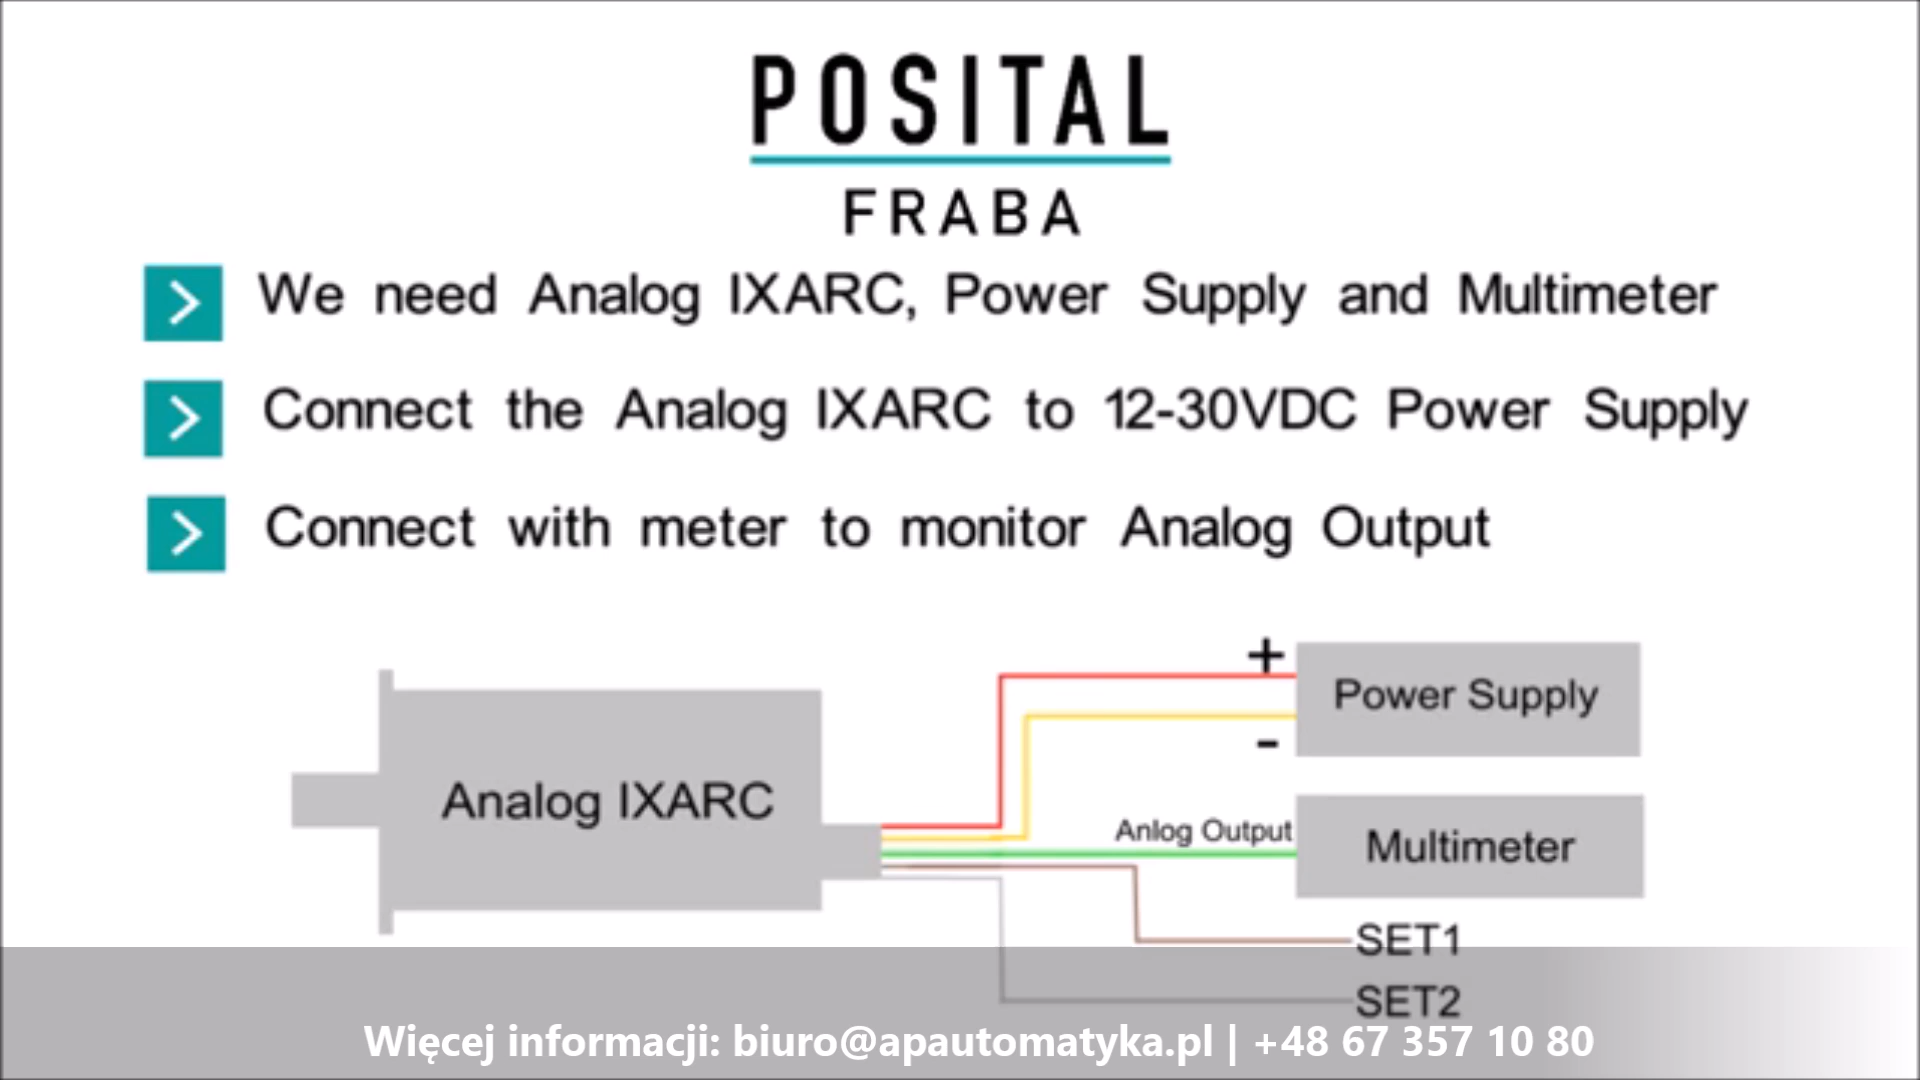 POSITAL
FRABA
We need Analog IXARC, Power Supply and Multimeter
Connect the Analog IXARC to 12-30VDC Power Supply
Connect with meter to monitor Analog Output
+
Power Supply
-
Analog IXARC
Anlog Output
Multimeter
SET1
SET2
Więcej informacji: biuro@apautomatyka.pl | +48 67 357 10 80